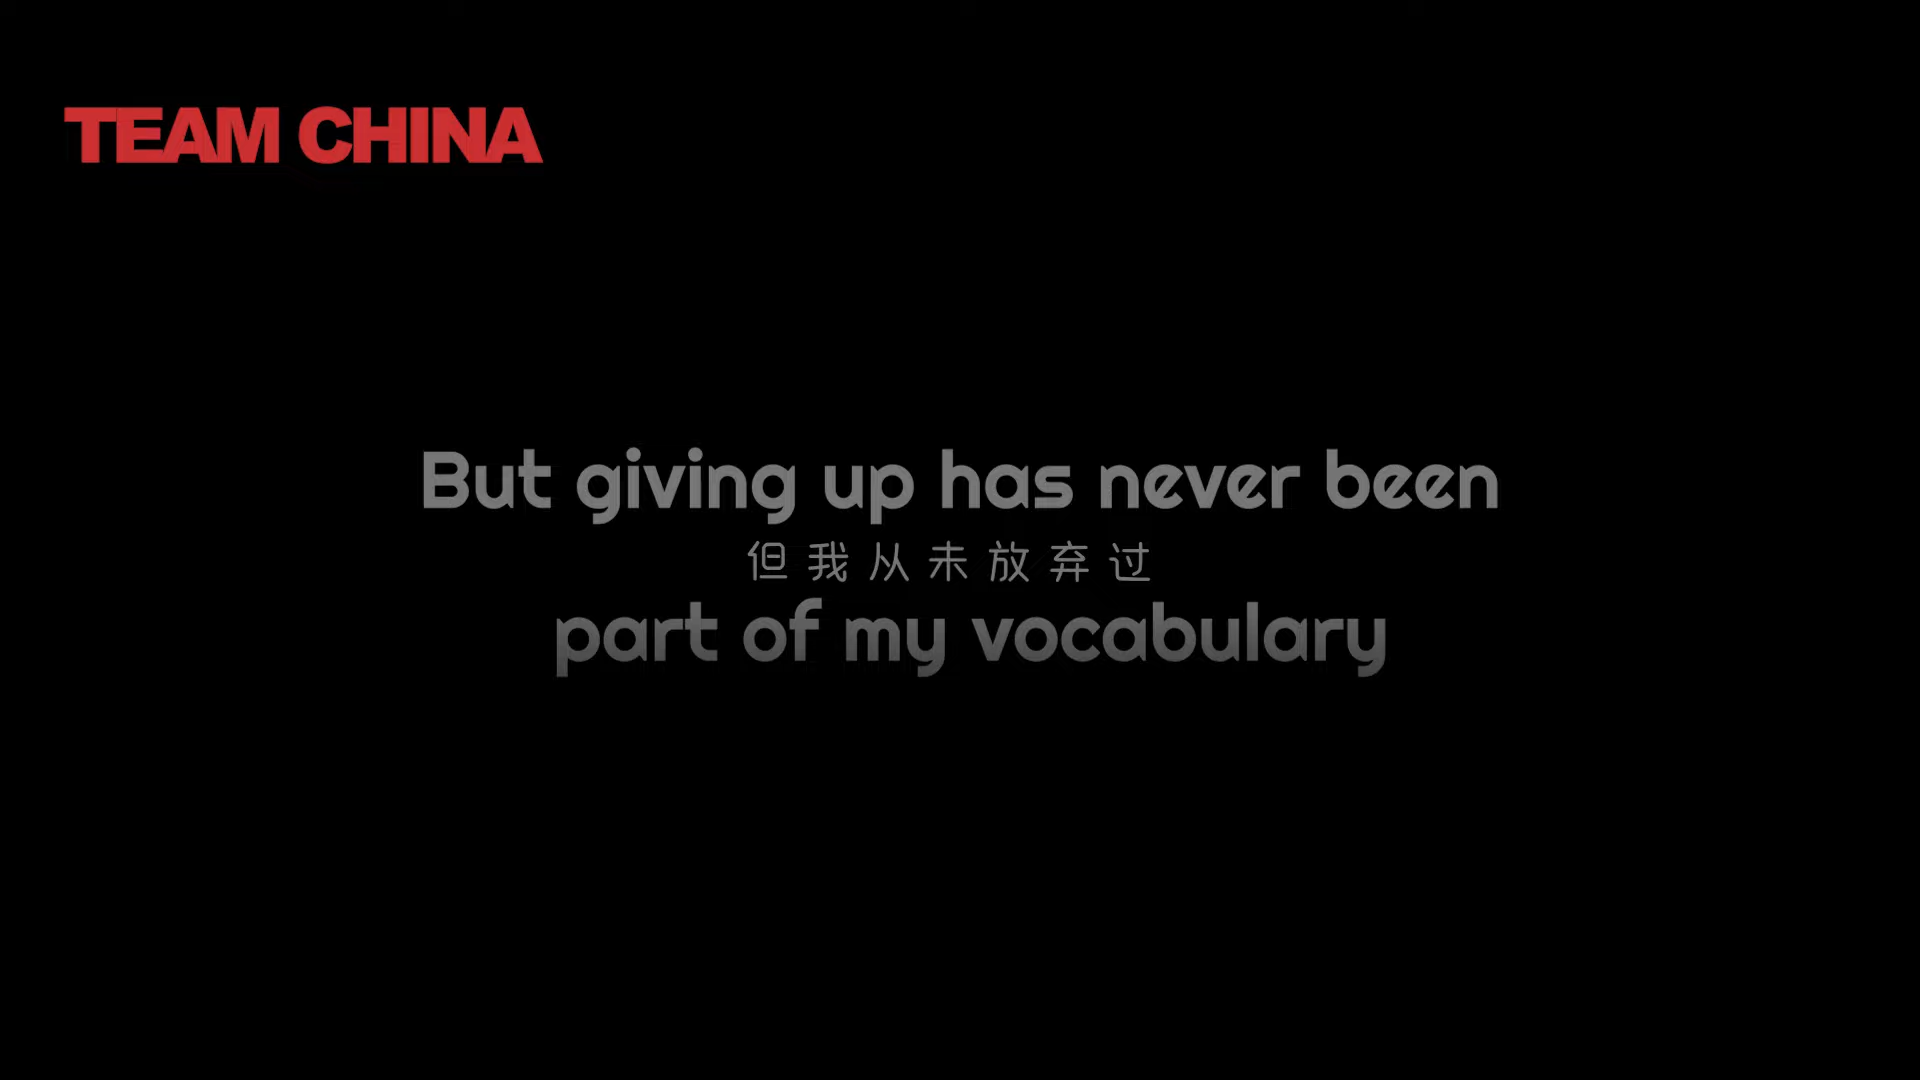 TEAM CHINA
But giving up has never been
但我从未放弃过
part of my vocabulary